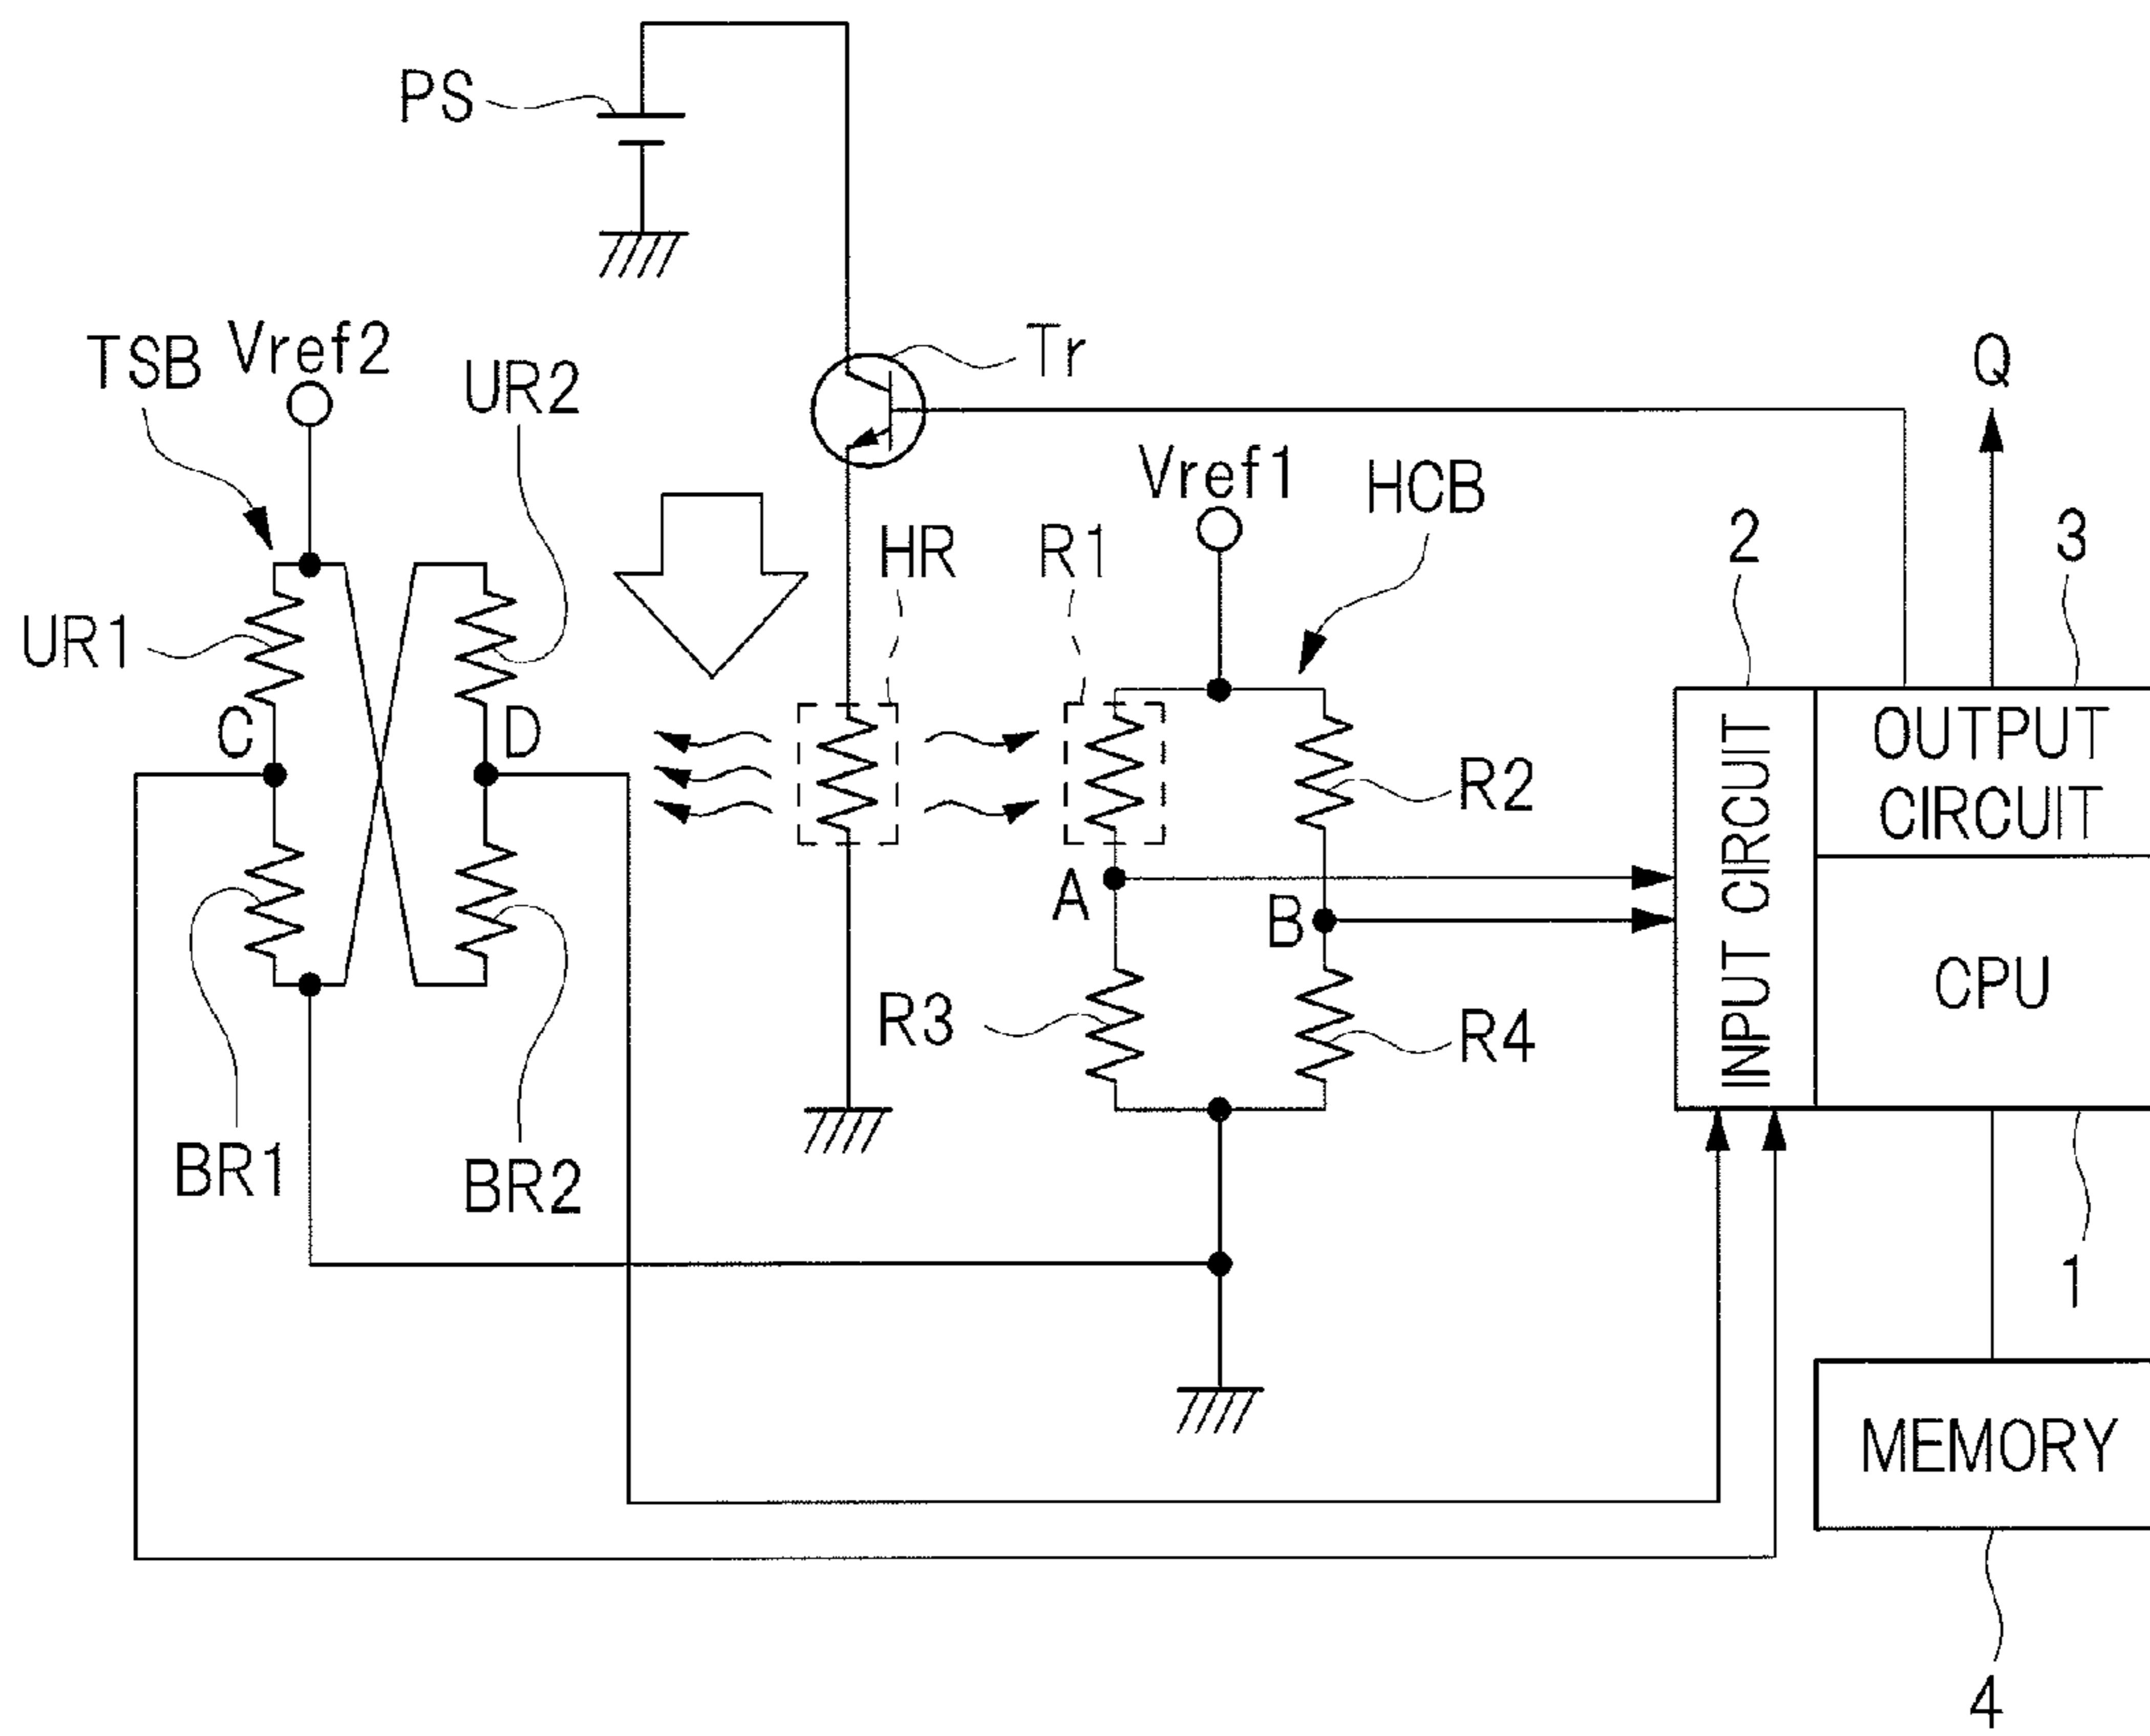 PS
Tr
TSB
Vref2
UR2
Q
Vref1
HCB
HR
R1
2
3
UR1
C
D
R2
INPUT CIRCUIT
OUTPUT
CIRCUIT
A
B
CPU
R3
R4
BR1
BR2
1
MEMORY
4